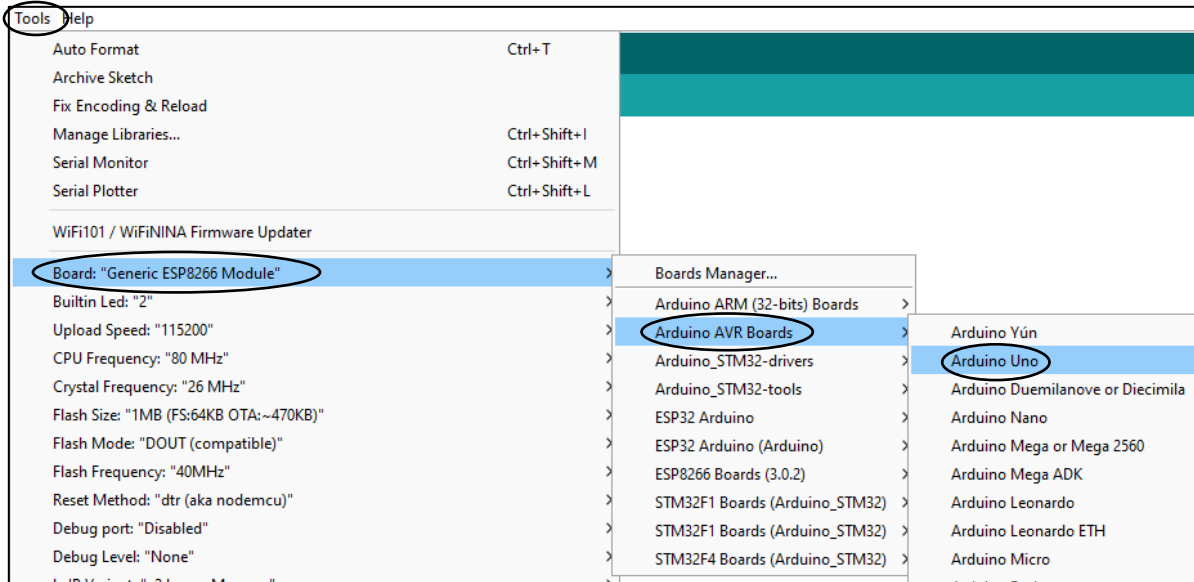 Tools Help
Auto Format Ctrl+T
Archive Sketch
Fix Encoding & Reload
Manage Libraries... Ctrl+Shift+I
Serial Monitor Ctrl+Shift+M
Serial Plotter Ctrl+Shift+L
WiFi101 / WiFiNINA Firmware Updater
Board: "Generic ESP8266 Module"
Builtin Led: "2"
Upload Speed: "115200"
CPU Frequency: "80 MHz"
Crystal Frequency: "26 MHz"
Flash Size: "1MB (FS:64KB OTA:~470KB)"
Flash Mode: "DOUT (compatible)"
Flash Frequency: "40MHz"
Reset Method: "dtr (aka nodemcu)"
Debug port: "Disabled"
Debug Level: "None"
Boards Manager...
Arduino ARM (32-bits) Boards
Arduino AVR Boards
Arduino_STM32-drivers
Arduino_STM32-tools
ESP32 Arduino
ESP32 Arduino (Arduino)
ESP8266 Boards (3.0.2)
STM32F1 Boards (Arduino_STM32)
STM32F1 Boards (Arduino_STM32)
STM32F4 Boards (Arduino_STM32)
Arduino Yún
Arduino Uno
Arduino Duemilanove or Diecimila
Arduino Nano
Arduino Mega or Mega 2560
Arduino Mega ADK
Arduino Leonardo
Arduino Leonardo ETH
Arduino Micro